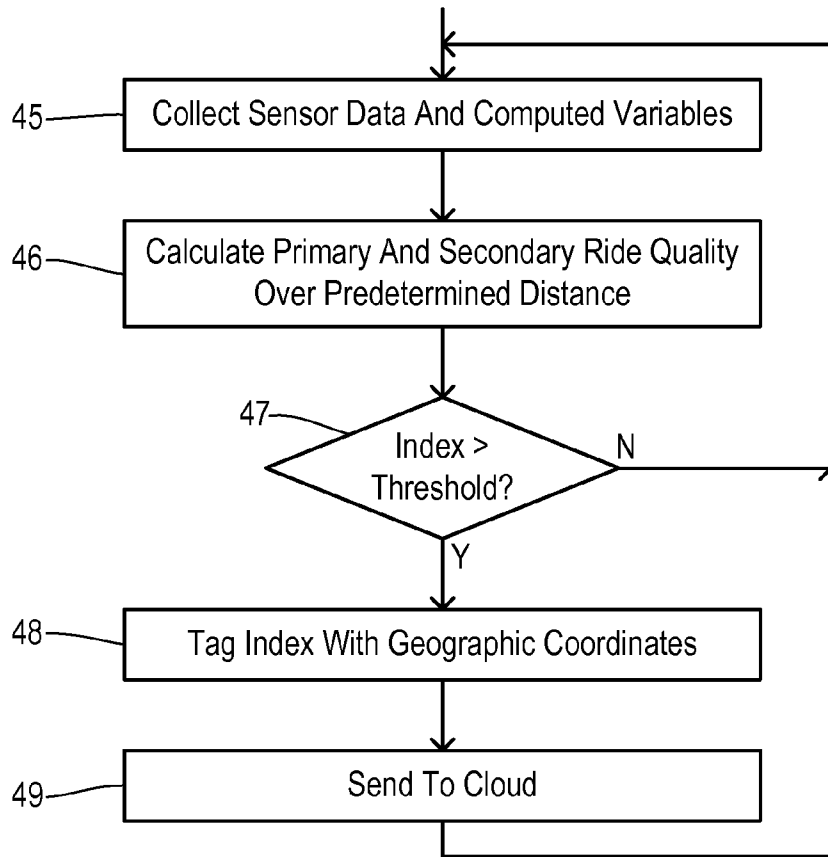 45
Collect Sensor Data And Computed Variables
46
Calculate Primary And Secondary Ride Quality
Over Predetermined Distance
47
Index >
Threshold?
N
Y
48
Tag Index With Geographic Coordinates
49
Send To Cloud